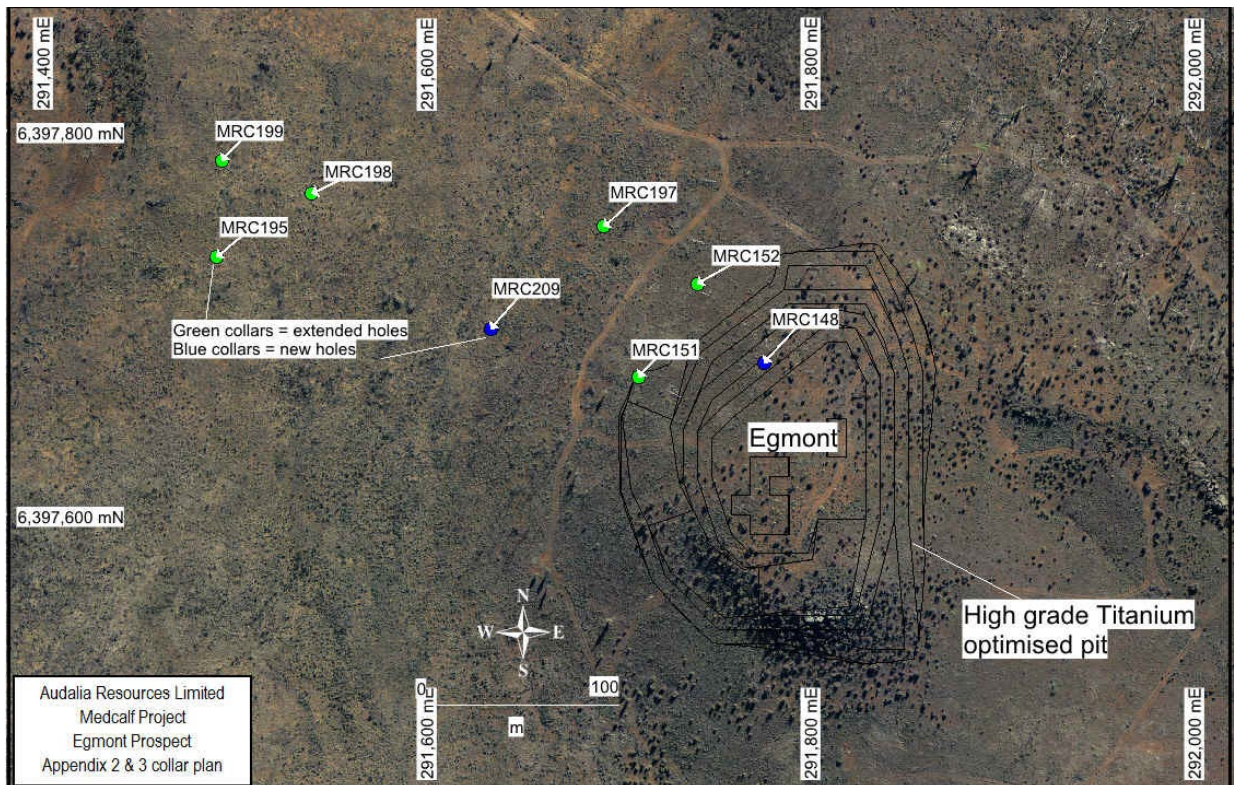 291,400 mE
291,600 mE
291,800 mE
292,000 mE
6,397,800 mN
MRC199
MRC198
MRC195
MRC197
MRC152
MRC209
MRC148
MRC151
Green collars = extended holes
Blue collars = new holes
Egmont
6,397,600 mN
High grade Titanium
optimised pit
N
W E
S
0 100
m
Audalia Resources Limited
Medcalf Project
Egmont Prospect
Appendix 2 & 3 collar plan
291,600 mE
291,800 mE
292,000 mE